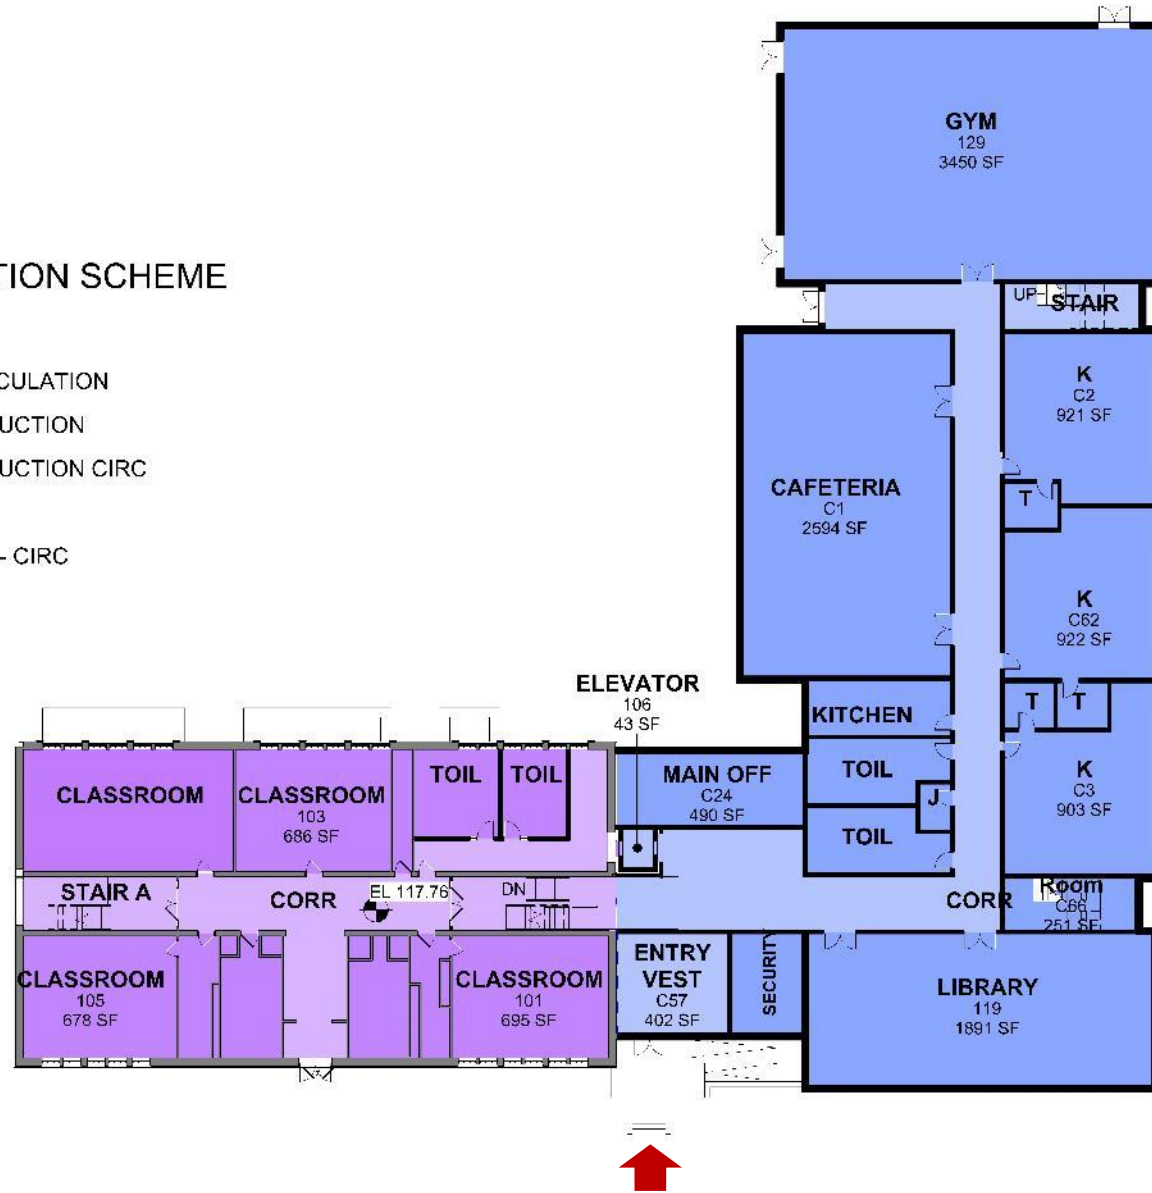 GYM
129
3450 SF
TION SCHEME
UP
STAIR
CULATION
UCTION
UCTION CIRC
- CIRC
K
C2
921 SF
CAFETERIA
C1
2594 SF
T
K
C62
922 SF
ELEVATOR
106
43 SF
KITCHEN
T
T
CLASSROOM
CLASSROOM
103
686 SF
TOIL
TOIL
MAIN OFF
C24
490 SF
TOIL
J
TOIL
K
C3
903 SF
STAIR A
CORR
EL 117.76
DN
CORR
Room
C66
251 SF
CLASSROOM
105
678 SF
CLASSROOM
101
695 SF
ENTRY
VEST
C57
402 SF
SECURITY
LIBRARY
119
1891 SF